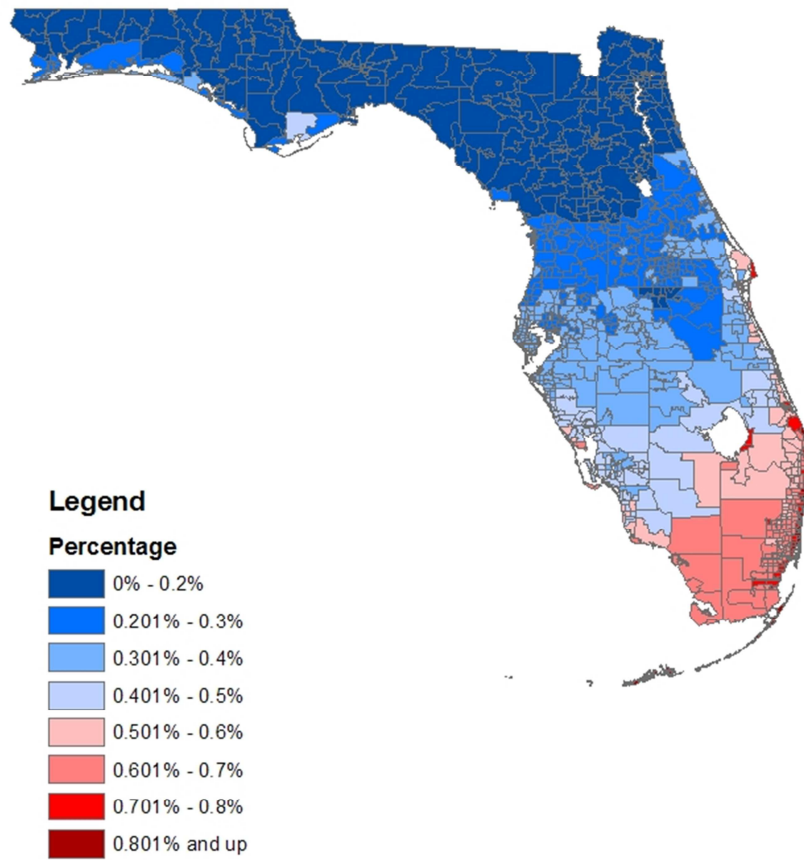 Legend
Percentage
0% - 0.2%
0.201% - 0.3%
0.301% - 0.4%
0.401% - 0.5%
0.501% - 0.6%
0.601% - 0.7%
0.701% - 0.8%
0.801% and up